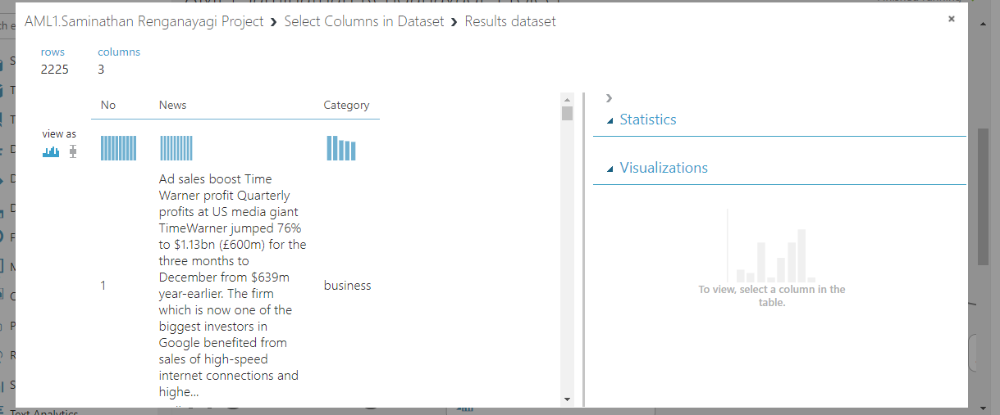 AML1.Saminathan Renganayagi Project › Select Columns in Dataset › Results dataset
rows columns
2225 3
No News Category
view as
Ad sales boost Time
Warner profit Quarterly
profits at US media giant
TimeWarner jumped 76%
to $1.13bn (£600m) for the
three months to
December from $639m
year-earlier. The firm
which is now one of the
biggest investors in
Google benefited from
sales of high-speed
internet connections and
highe...
1
business
Statistics
Visualizations
To view, select a column in the
table.
Text Analytics